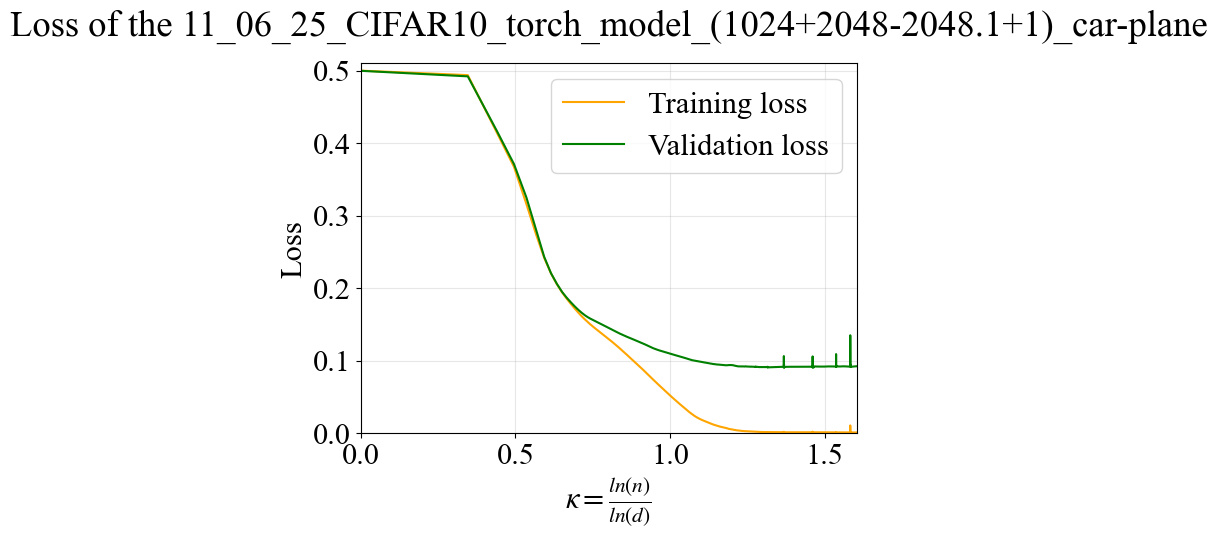 Loss of the 11_06_25_CIFAR10_torch_model_(1024+2048-2048.1+1)_car-plane
0.5
0.4
0.3
0.2
0.1
0.0
Loss
Training loss
Validation loss
0.0 0.5 1.0 1.5
κ = ln(n)/ln(d)